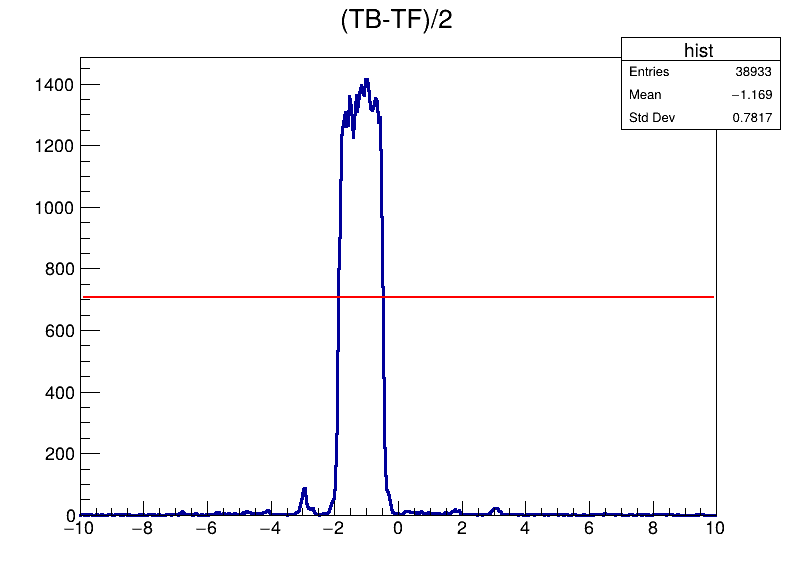 (TB-TF)/2
hist
Entries 38933
Mean −1.169
Std Dev 0.7817
1400
1200
1000
800
600
400
200
0
−10 −8 −6 −4 −2 0 2 4 6 8 10